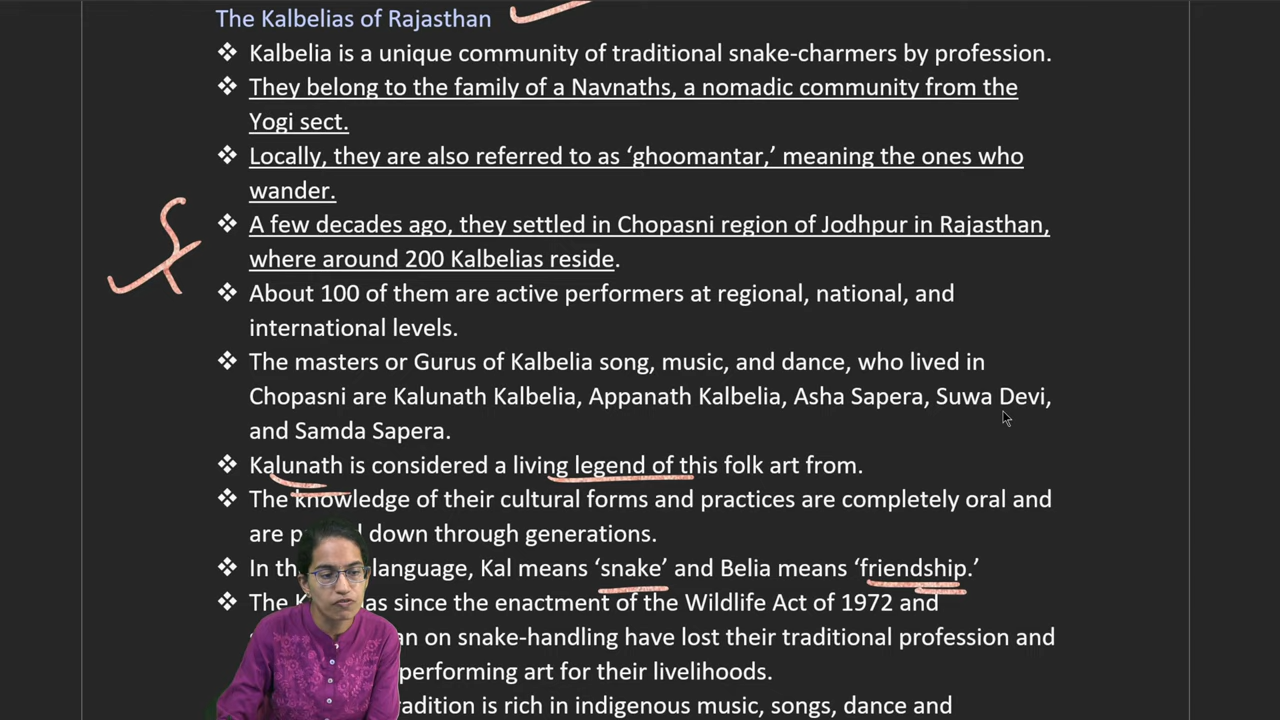 The Kalbelias of Rajasthan
❖ Kalbelia is a unique community of traditional snake-charmers by profession.
❖ They belong to the family of a Navnaths, a nomadic community from the
Yogi sect.
❖ Locally, they are also referred to as ‘ghoomantar,’ meaning the ones who
wander.
❖ A few decades ago, they settled in Chopasni region of Jodhpur in Rajasthan,
where around 200 Kalbelias reside.
❖ About 100 of them are active performers at regional, national, and
international levels.
❖ The masters or Gurus of Kalbelia song, music, and dance, who lived in
Chopasni are Kalunath Kalbelia, Appanath Kalbelia, Asha Sapera, Suwa Devi,
and Samda Sapera.
❖ Kalunath is considered a living legend of this folk art from.
❖ The knowledge of their cultural forms and practices are completely oral and
are down through generations.
❖ In language, Kal means ‘snake’ and Belia means ‘friendship.’
❖ The since the enactment of the Wildlife Act of 1972 and
on snake-handling have lost their traditional profession and
performing art for their livelihoods.
is rich in indigenous music, songs, dance and